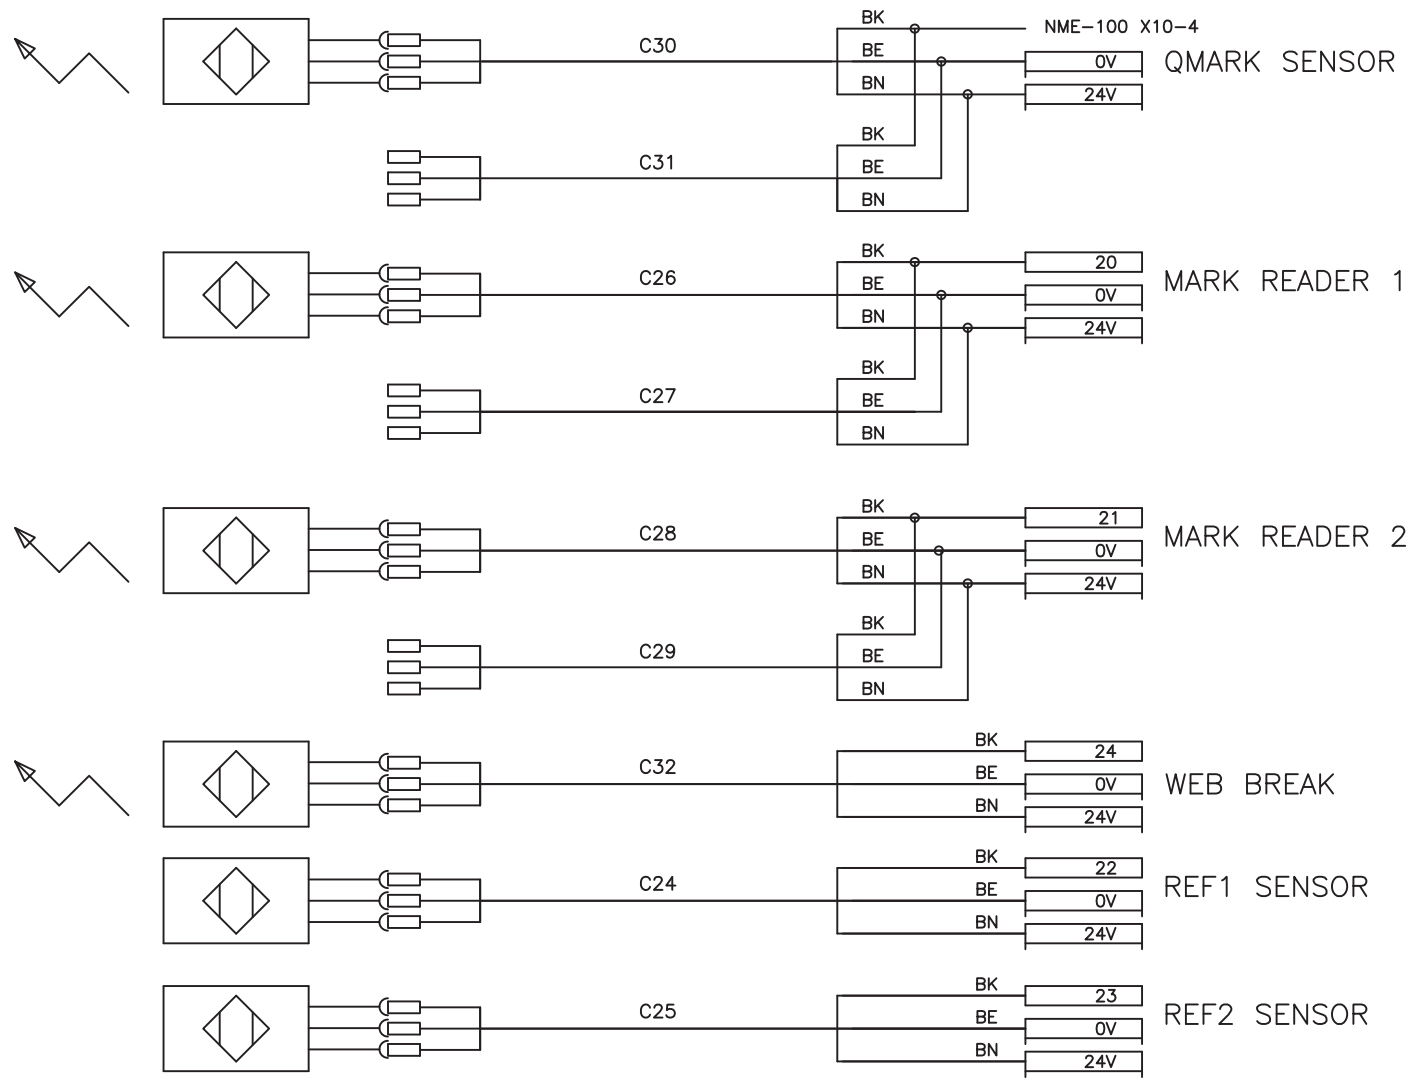 BK NME-100 X10-4
C30 BE 0V QMARK SENSOR
BN 24V
BK
C31 BE
BN
BK 20
C26 BE 0V MARK READER 1
BN 24V
BK
C27 BE
BN
BK 21
C28 BE 0V MARK READER 2
BN 24V
BK
C29 BE
BN
BK 24
C32 BE 0V WEB BREAK
BN 24V
BK 22
C24 BE 0V REF1 SENSOR
BN 24V
BK 23
C25 BE 0V REF2 SENSOR
BN 24V